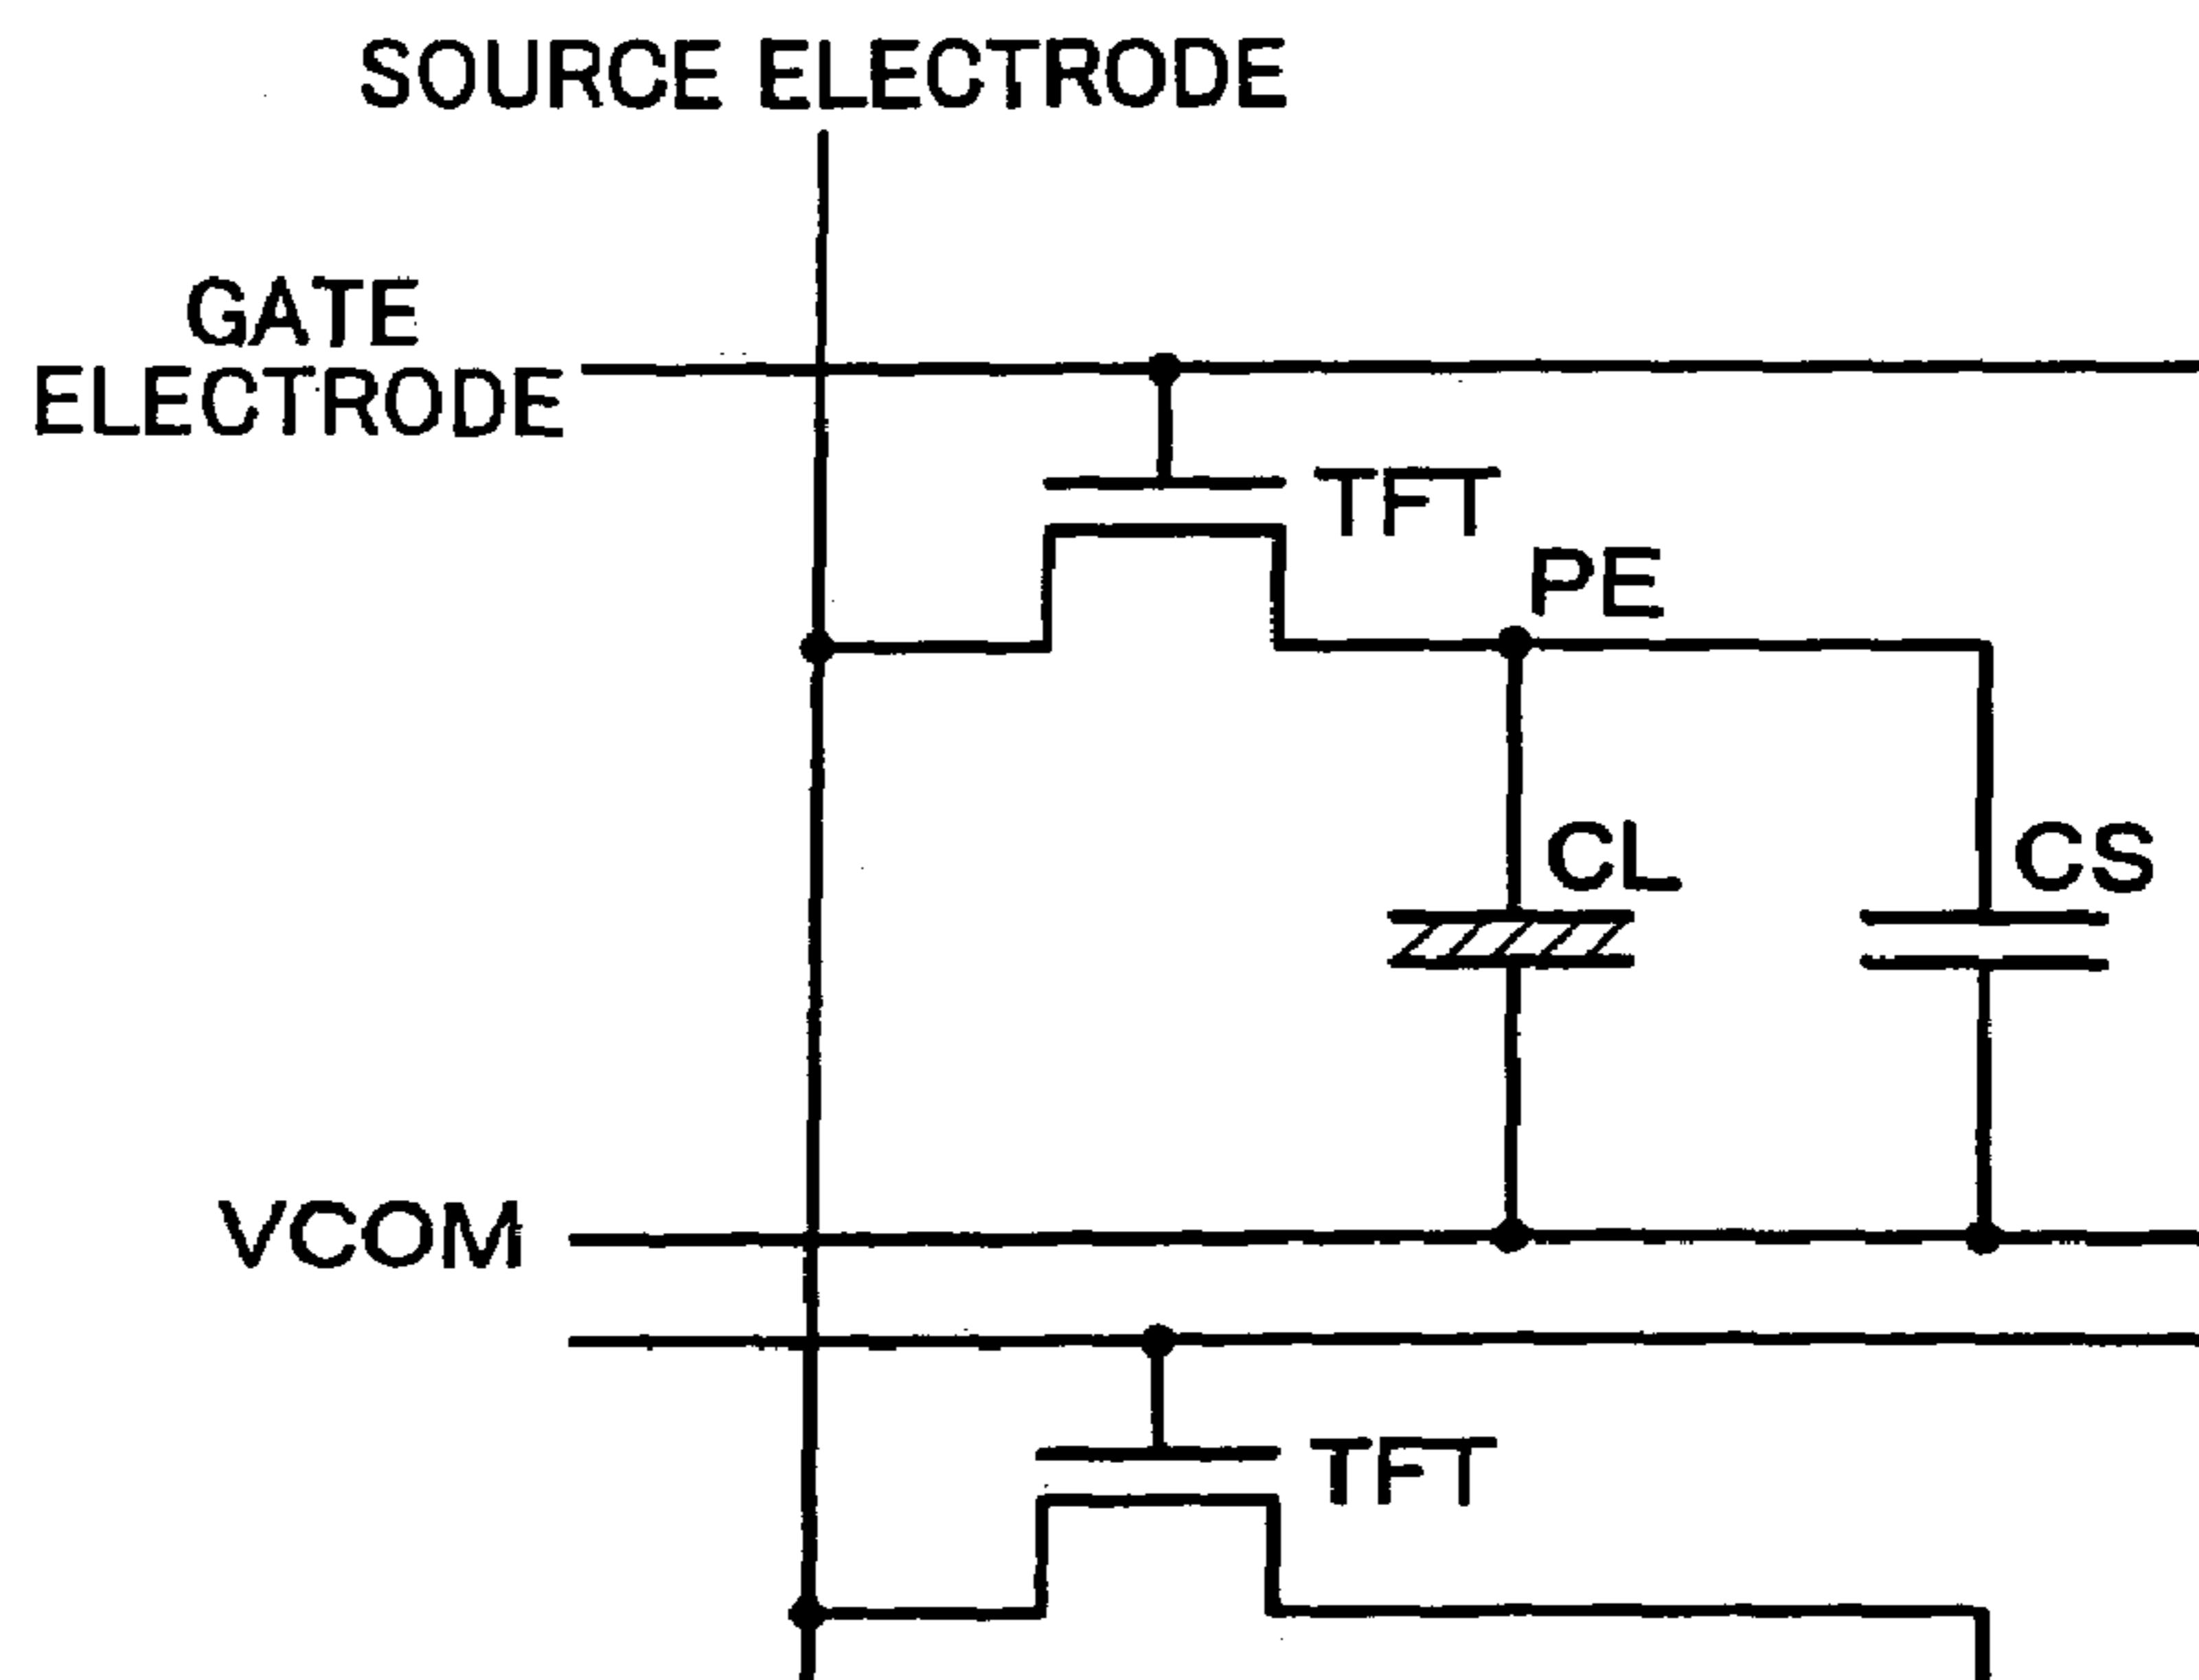 SOURCE ELECTRODE
GATE
ELECTRODE
TFT
PE
CL
CS
VCOM
TFT